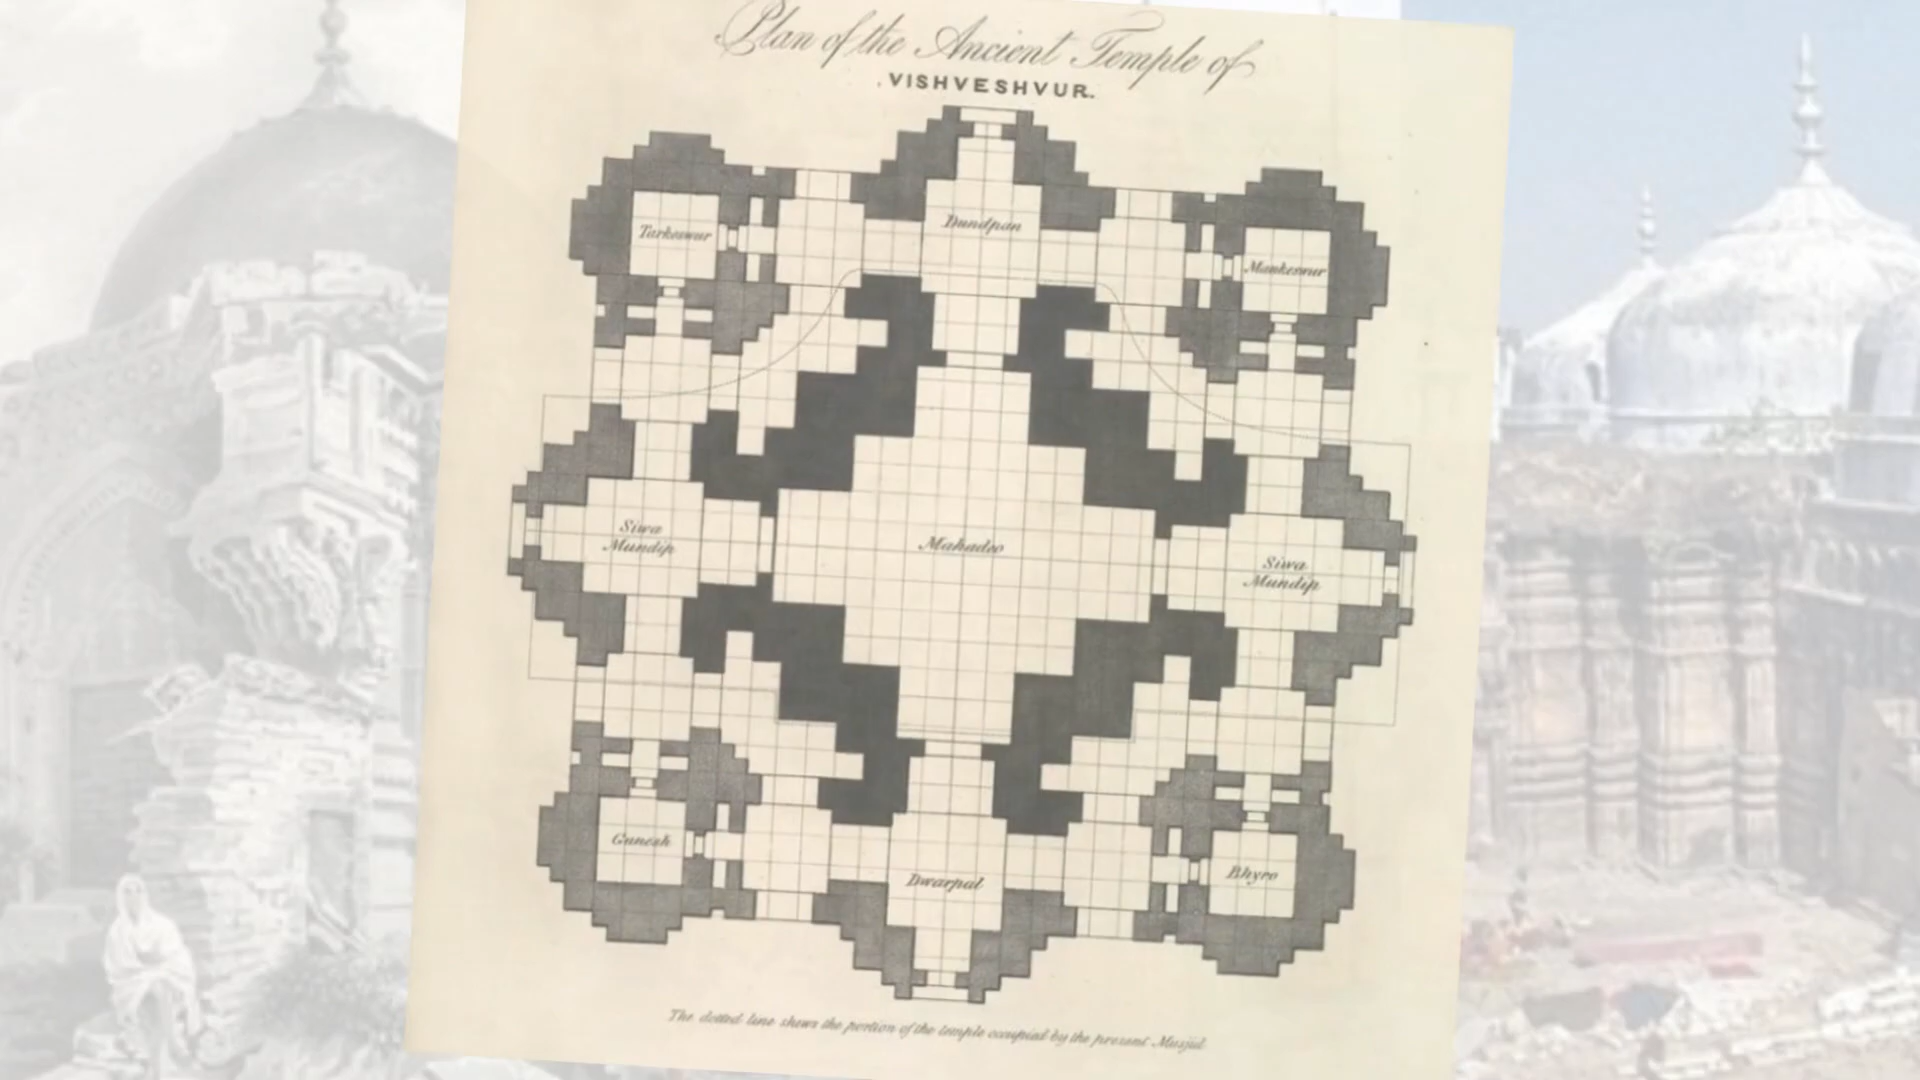 Plan of the Ancient Temple of
VISHVESHVUR.
Tarkeswur
Dundpan
Mankeswur
Siwa
Mundip
Mahadeo
Siwa
Mundip
Ganesh
Dwarpal
Bhyro
The dotted line shews the portion of the temple occupied by the present Musjid.